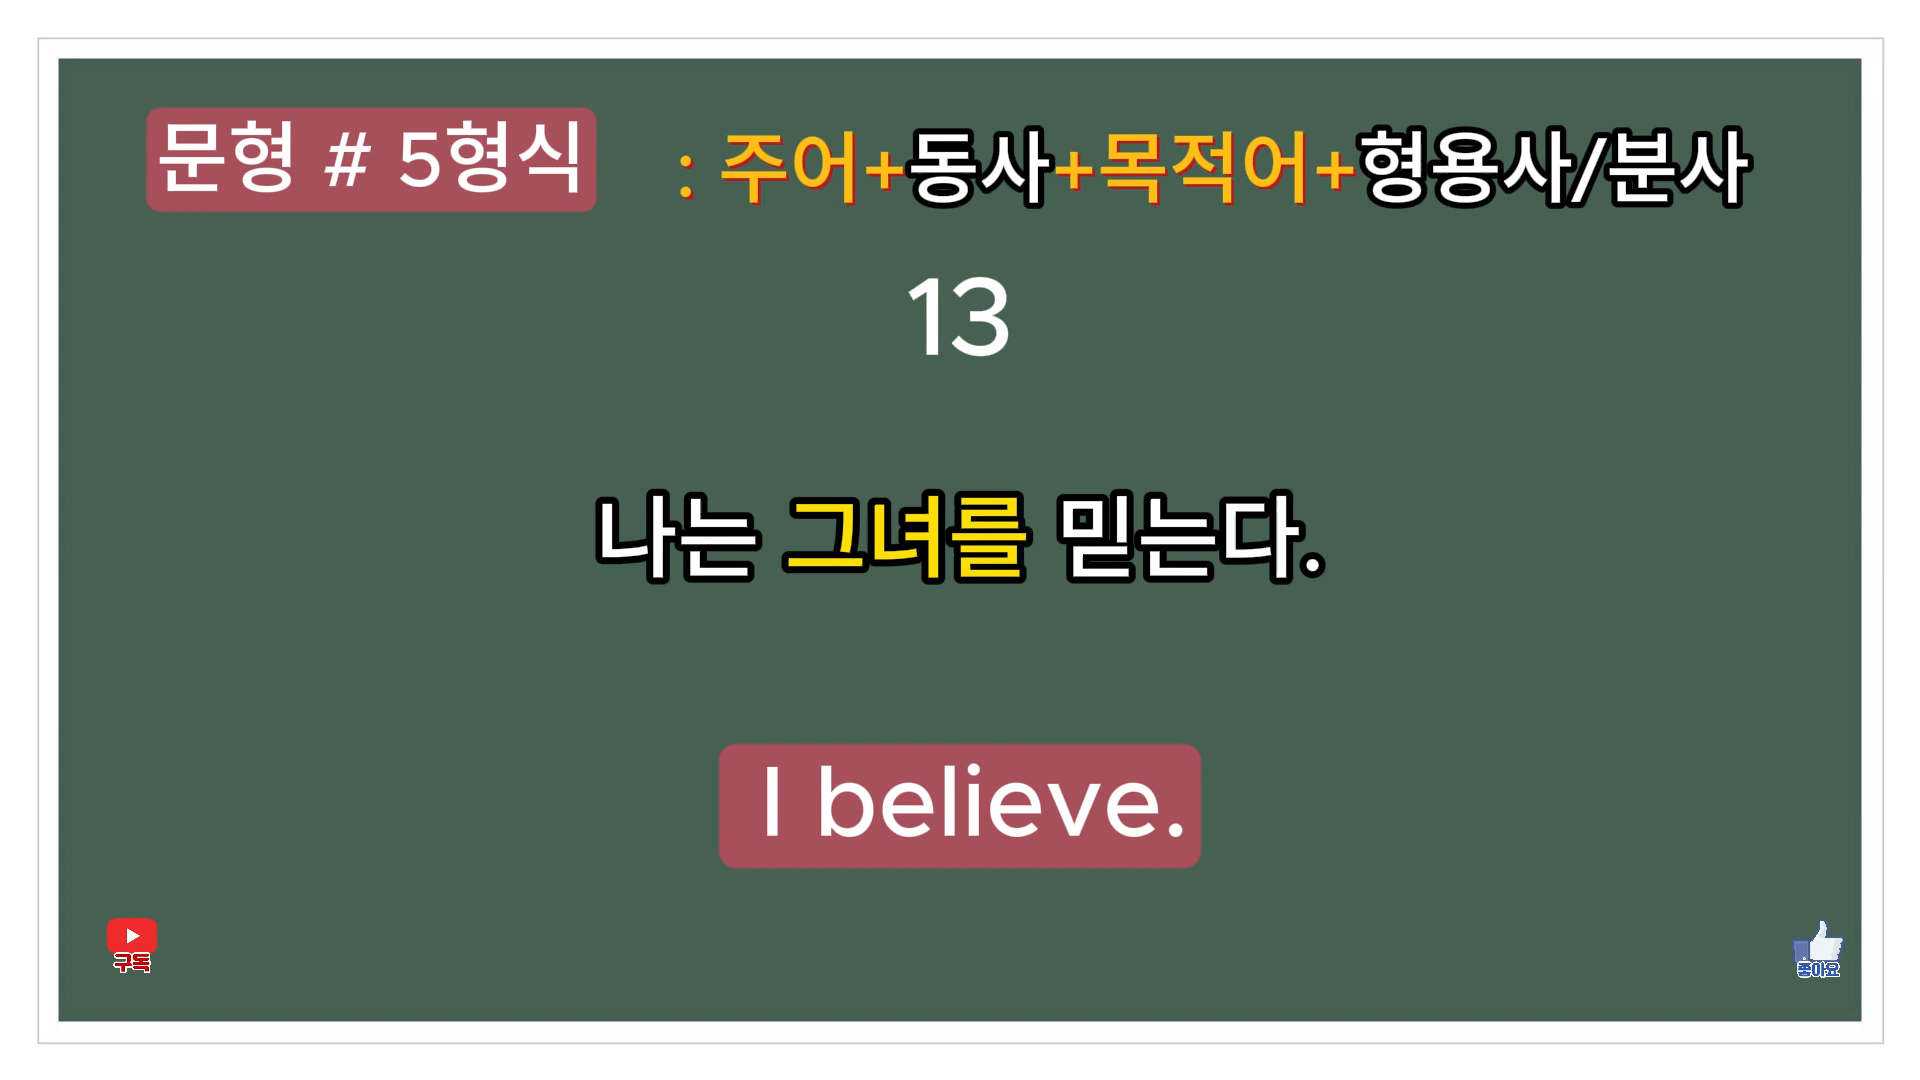 문형 # 5형식 : 주어+동사+목적어+형용사/분사
13
나는 그녀를 믿는다.
I believe.
구독
좋아요